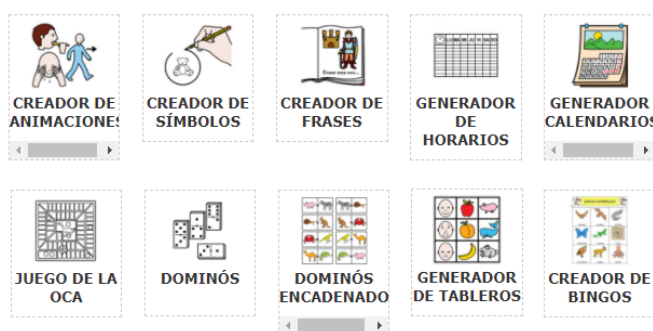 CREADOR DE
ANIMACIONES
CREADOR DE
SÍMBOLOS
CREADOR DE
FRASES
GENERADOR
DE
HORARIOS
GENERADOR
CALENDARIOS
JUEGO DE LA
OCA
DOMINÓS
DOMINÓS
ENCADENADO
GENERADOR
DE TABLEROS
CREADOR DE
BINGOS